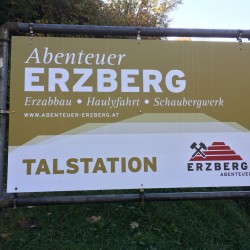 Abenteuer
ERZBERG
Erzabbau • Haulyfahrt • Schaubergwerk
WWW.ABENTEUER-ERZBERG.AT
TALSTATION
ERZBERG
ABENTEUER